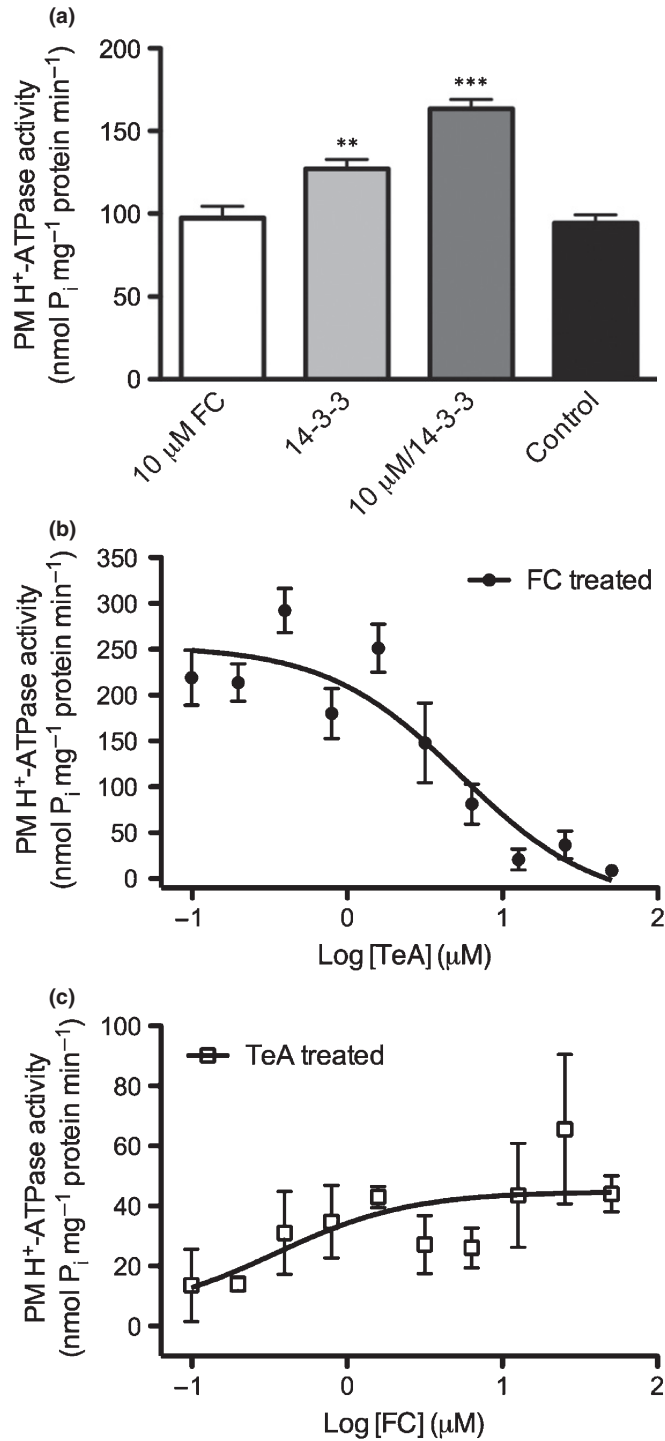 (a)
PM H⁺-ATPase activity
(nmol Pᵢ mg⁻¹ protein min⁻¹)
200
150
100
50
0
**
***
10 μM FC
14-3-3
10 μM/14-3-3
Control
(b)
PM H⁺-ATPase activity
(nmol Pᵢ mg⁻¹ protein min⁻¹)
350
300
250
200
150
100
50
0
FC treated
−1
0
1
2
Log [TeA] (μM)
(c)
PM H⁺-ATPase activity
(nmol Pᵢ mg⁻¹ protein min⁻¹)
100
80
60
40
20
0
TeA treated
−1
0
1
2
Log [FC] (μM)